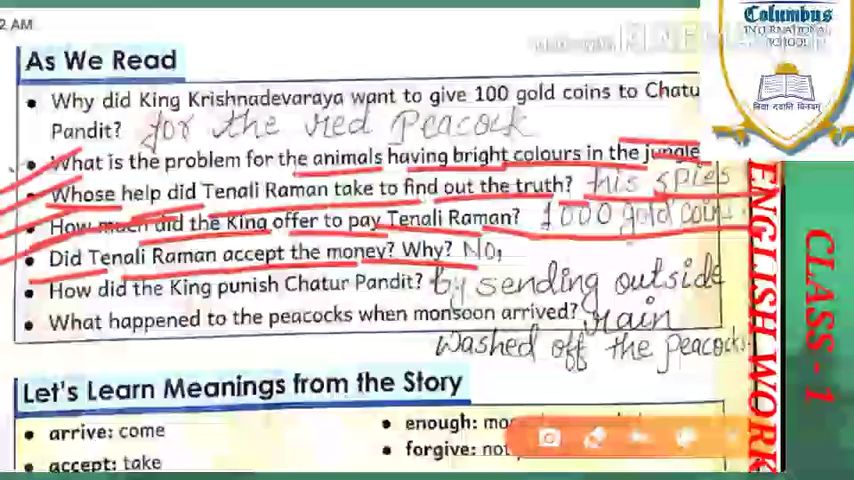 2 AM
Columbus
INTERNATIONAL
SCHOOL
As We Read
• Why did King Krishnadevaraya want to give 100 gold coins to Chatu
Pandit? for the red Peacock
• What is the problem for the animals having bright colours in the jungle
• Whose help did Tenali Raman take to find out the truth? his spies
• How much did the King offer to pay Tenali Raman? 1000 gold coin
• Did Tenali Raman accept the money? Why? No,
• How did the King punish Chatur Pandit? by sending outside
• What happened to the peacocks when monsoon arrived? rain
washed off the peacocks
Let's Learn Meanings from the Story
• arrive: come
• accept: take
• enough:
• forgive: not
ENGLISH WORK
CLASS - 1